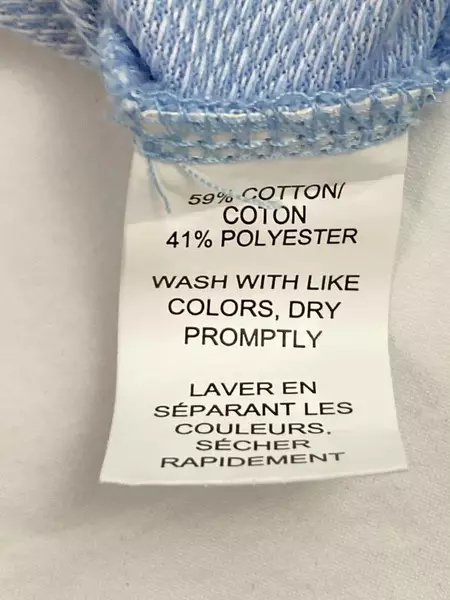 59% COTTON/
COTON
41% POLYESTER
WASH WITH LIKE
COLORS, DRY
PROMPTLY
LAVER EN
SÉPARANT LES
COULEURS.
SÉCHER
RAPIDEMENT